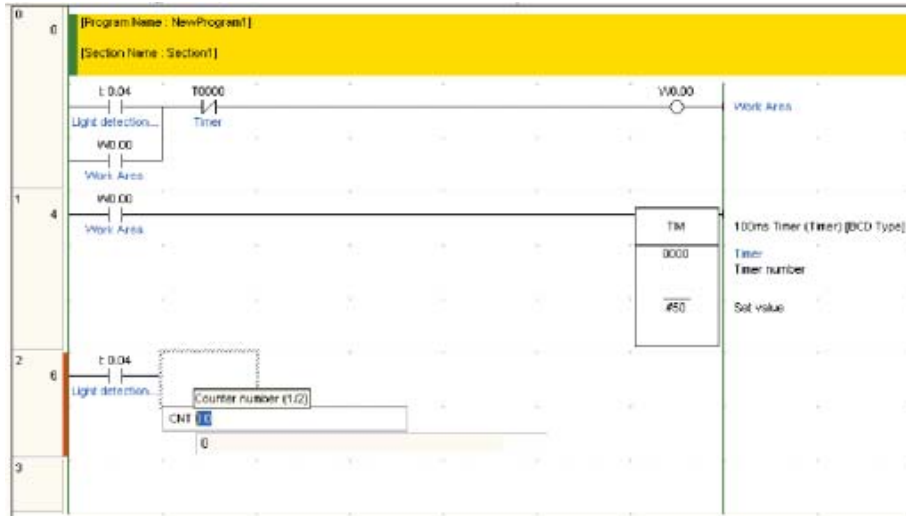 0
0
[Program Name : NewProgram1]
[Section Name : Section1]
I: 0.04
T0000
W0.00
Work Area
Light detection...
Timer
W0.00
Work Area
1
4
W0.00
Work Area
TIM
100ms Timer (Timer) [BCD Type]
0000
Timer
Timer number
#50
Set value
2
6
I: 0.04
Light detection...
Counter number (1/2)
CNT
0
3